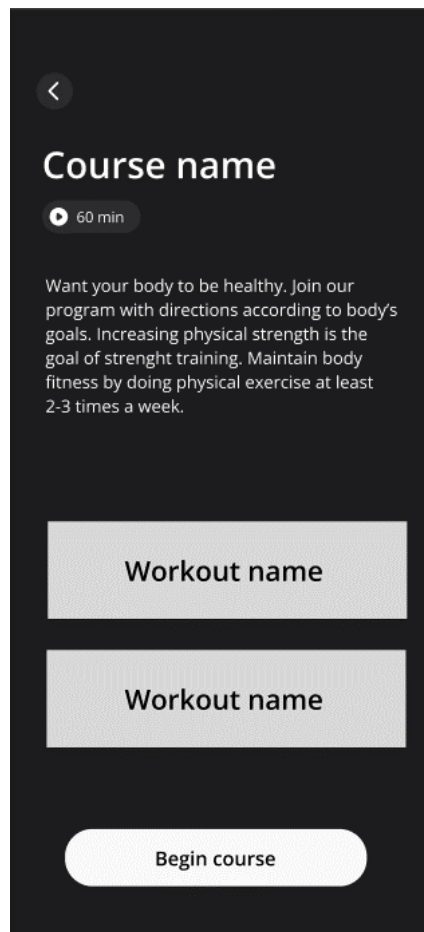 Course name
60 min
Want your body to be healthy. Join our
program with directions according to body's
goals. Increasing physical strength is the
goal of strenght training. Maintain body
fitness by doing physical exercise at least
2-3 times a week.
Workout name
Workout name
Begin course